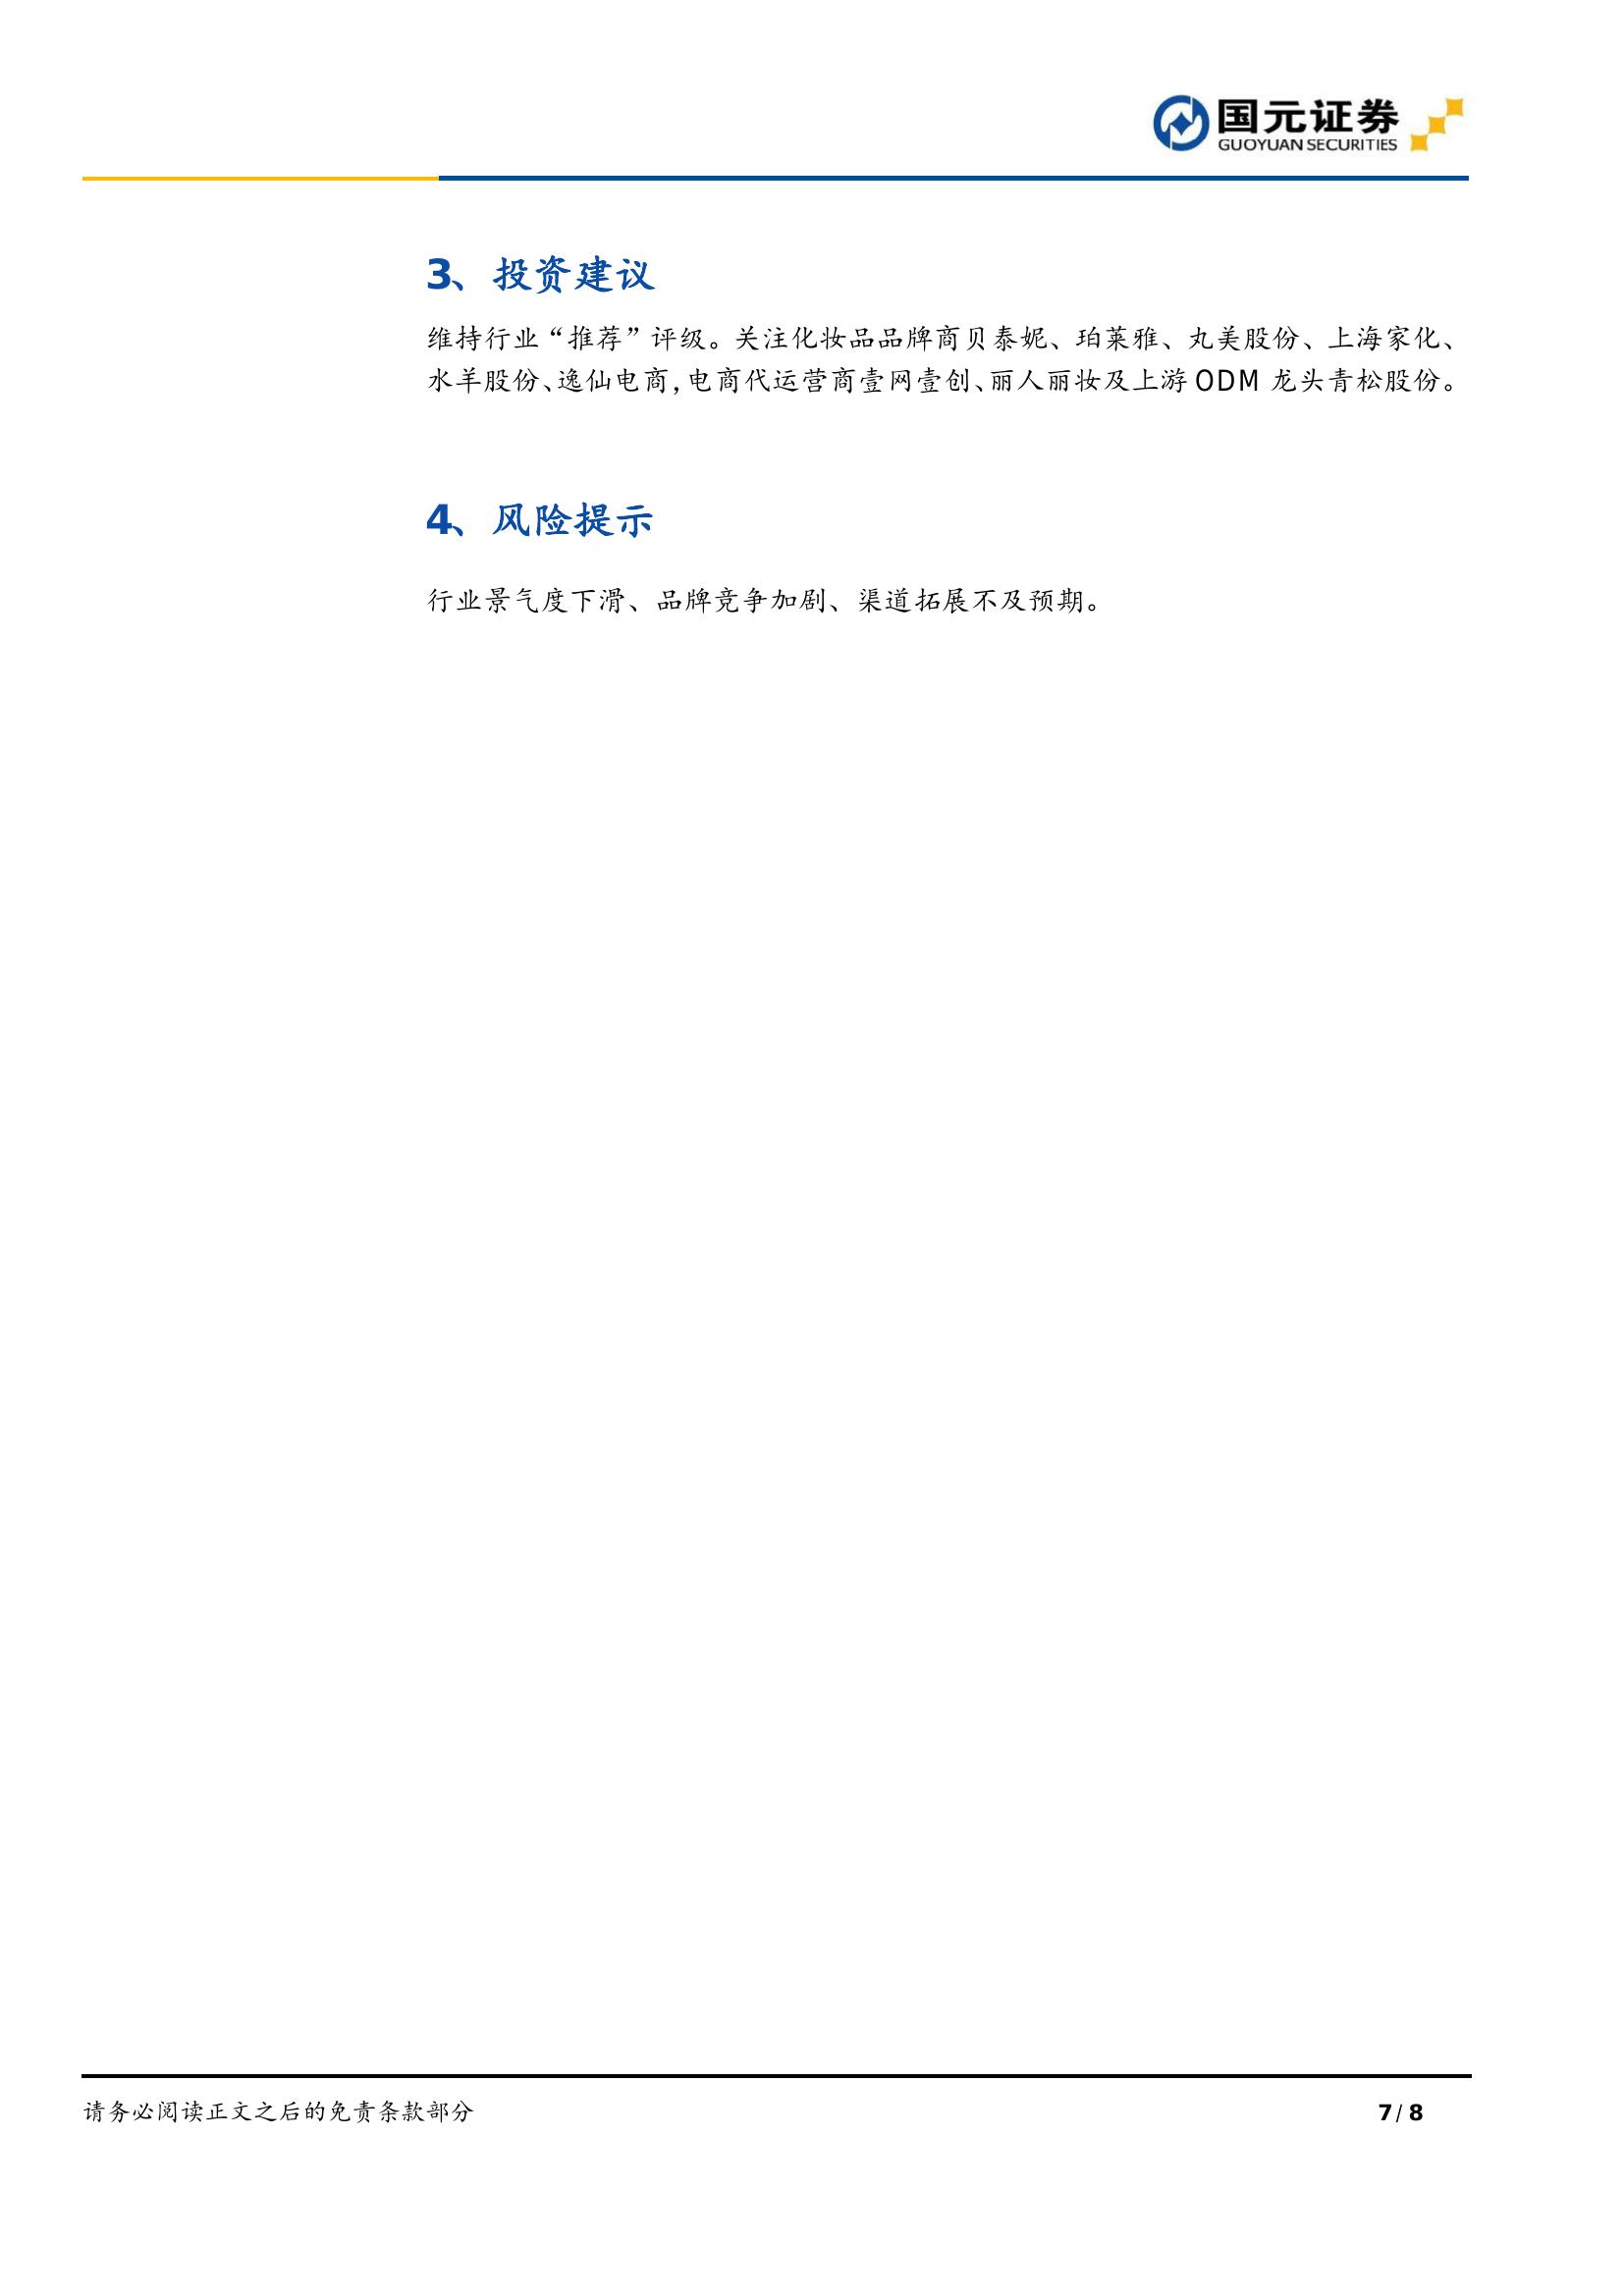 国元证券
GUOYUAN SECURITIES
3、投资建议
维持行业“推荐”评级。关注化妆品品牌商贝泰妮、珀莱雅、丸美股份、上海家化、
水羊股份、逸仙电商，电商代运营商壹网壹创、丽人丽妆及上游 ODM 龙头青松股份。
4、风险提示
行业景气度下滑、品牌竞争加剧、渠道拓展不及预期。
请务必阅读正文之后的免责条款部分 7 / 8